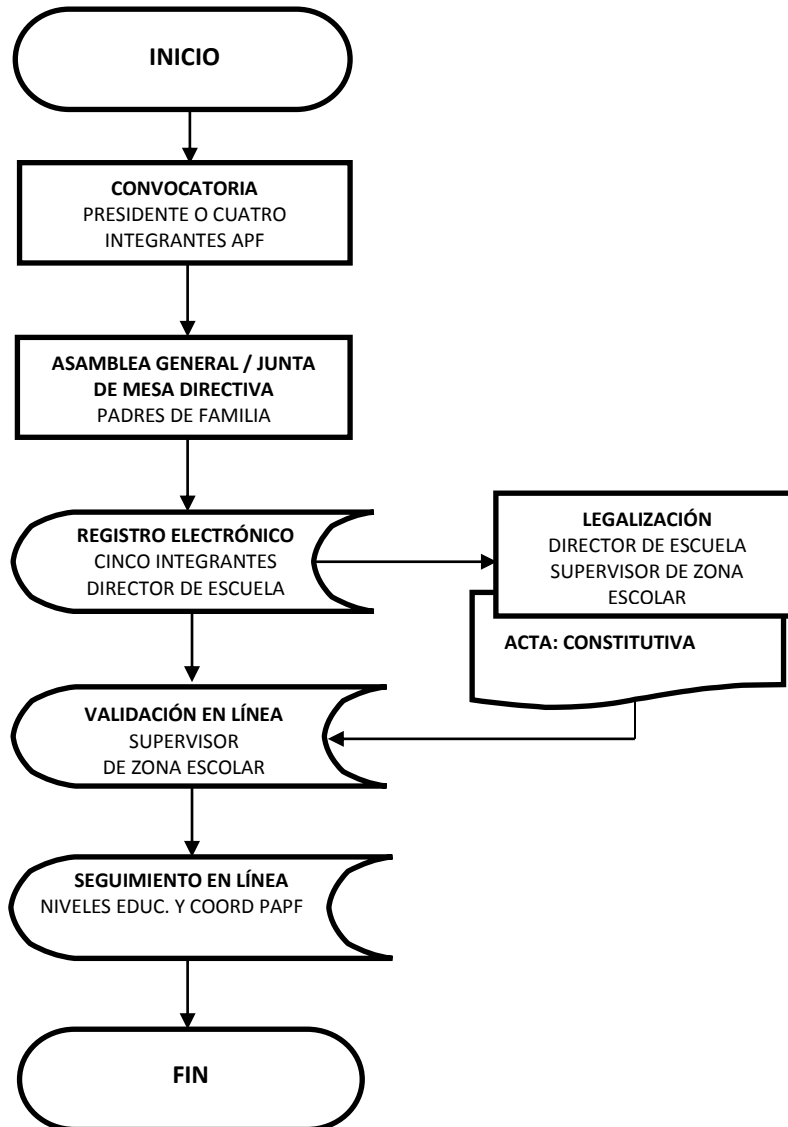 INICIO
CONVOCATORIA
PRESIDENTE O CUATRO
INTEGRANTES APF
ASAMBLEA GENERAL / JUNTA
DE MESA DIRECTIVA
PADRES DE FAMILIA
REGISTRO ELECTRÓNICO
CINCO INTEGRANTES
DIRECTOR DE ESCUELA
LEGALIZACIÓN
DIRECTOR DE ESCUELA
SUPERVISOR DE ZONA
ESCOLAR
ACTA: CONSTITUTIVA
VALIDACIÓN EN LÍNEA
SUPERVISOR
DE ZONA ESCOLAR
SEGUIMIENTO EN LÍNEA
NIVELES EDUC. Y COORD PAPF
FIN